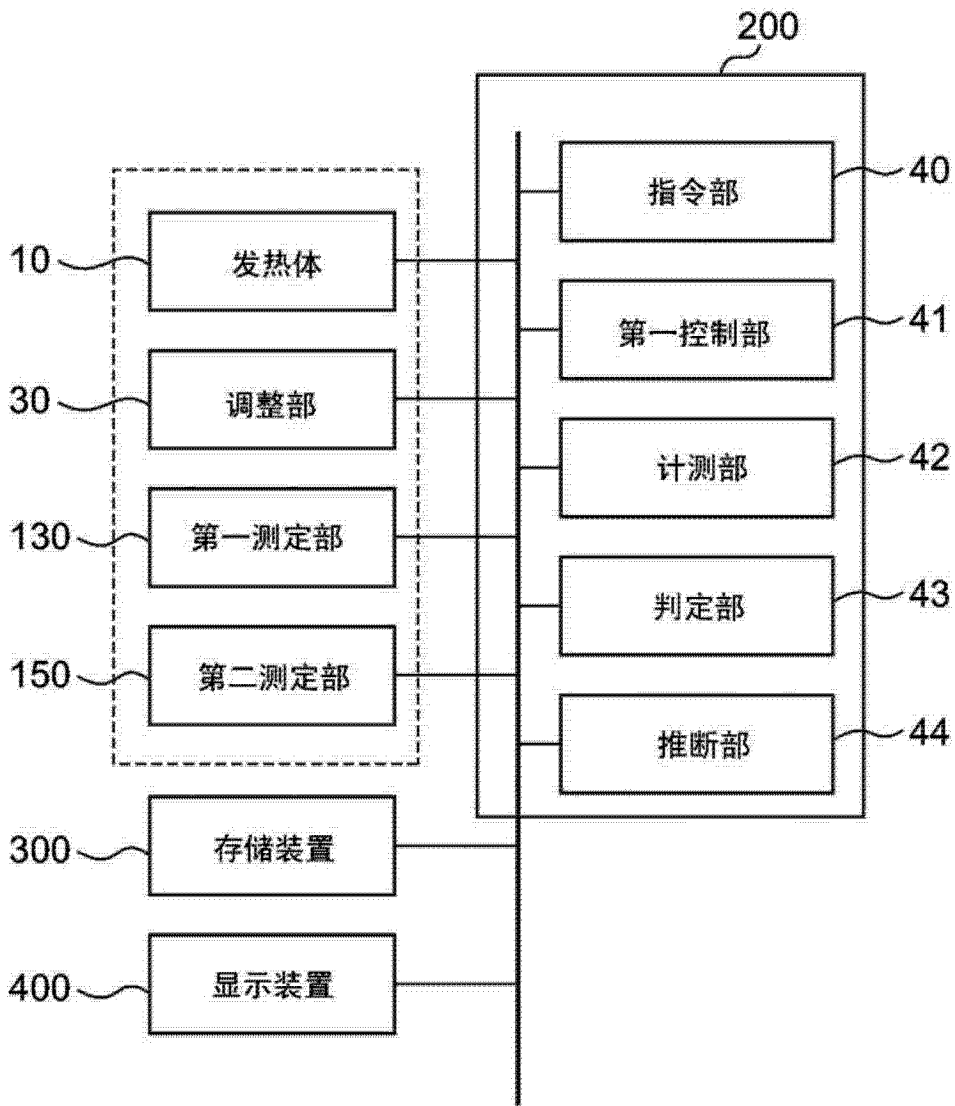 200
指令部
40
10
发热体
第一控制部
41
30
调整部
计测部
42
130
第一测定部
判定部
43
150
第二测定部
推断部
44
300
存储装置
400
显示装置